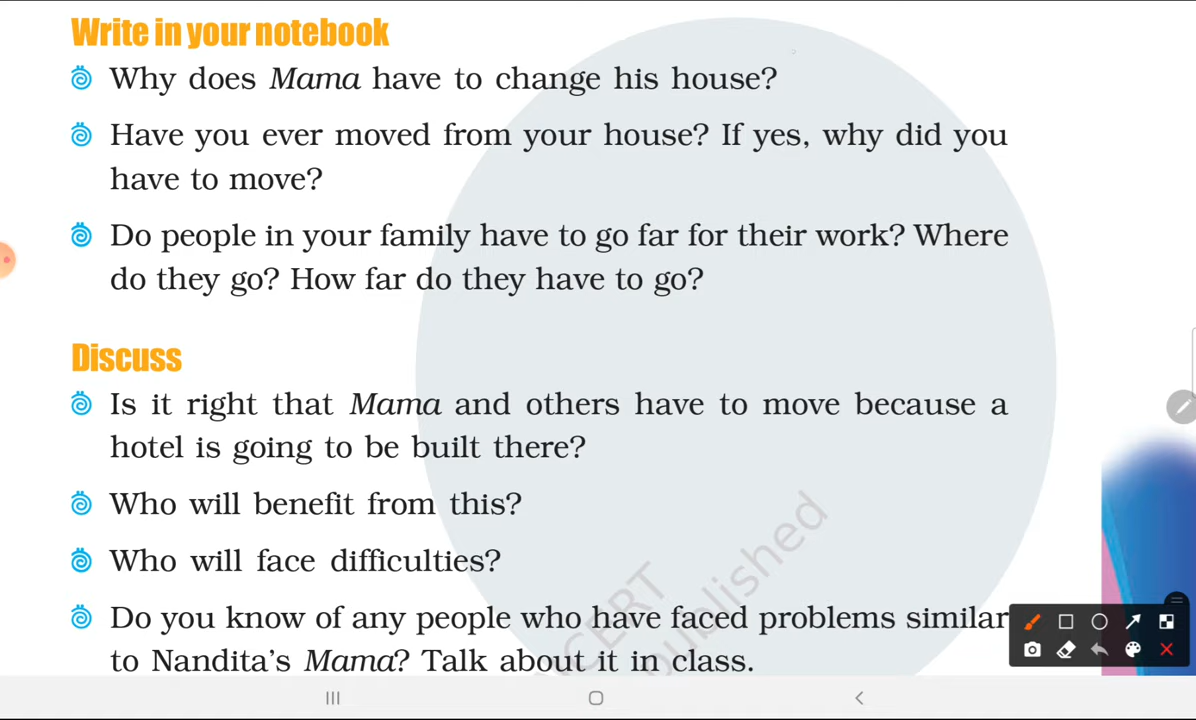 Write in your notebook
Why does Mama have to change his house?
Have you ever moved from your house? If yes, why did you
have to move?
Do people in your family have to go far for their work? Where
do they go? How far do they have to go?
Discuss
Is it right that Mama and others have to move because a
hotel is going to be built there?
Who will benefit from this?
Who will face difficulties?
Do you know of any people who have faced problems similar
to Nandita's Mama? Talk about it in class.
NCERT
published